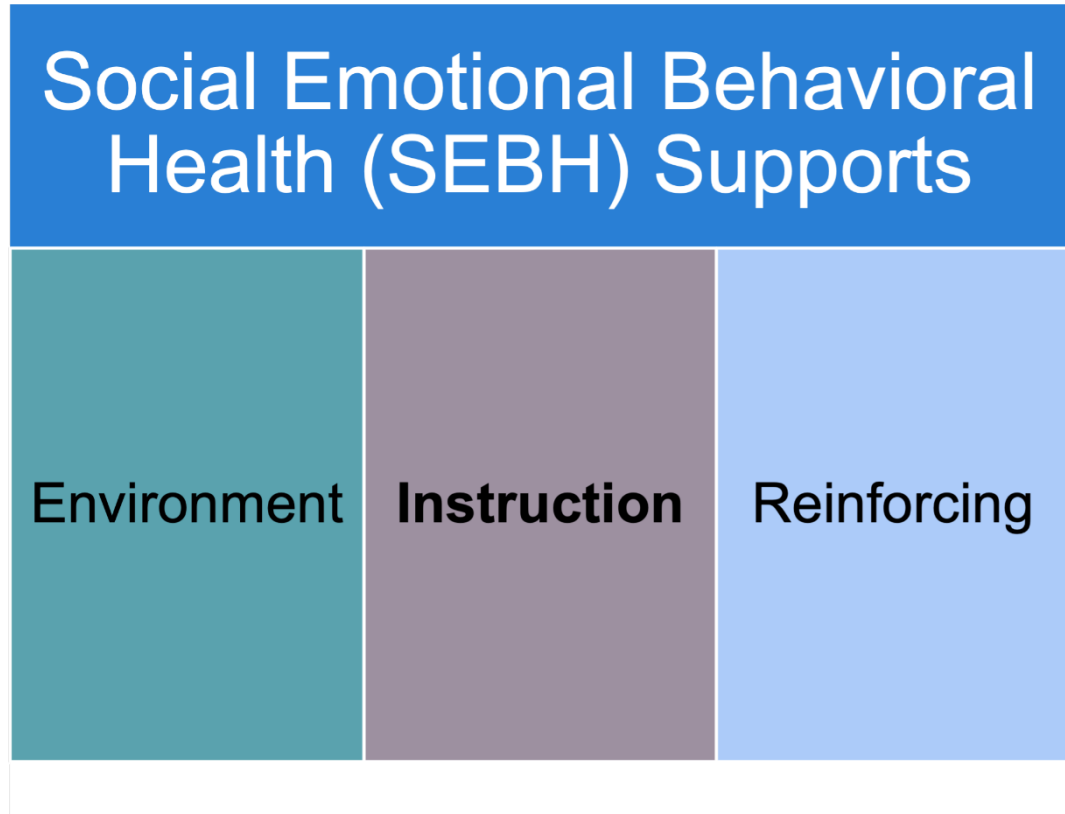 Social Emotional Behavioral
Health (SEBH) Supports
Environment
Instruction
Reinforcing